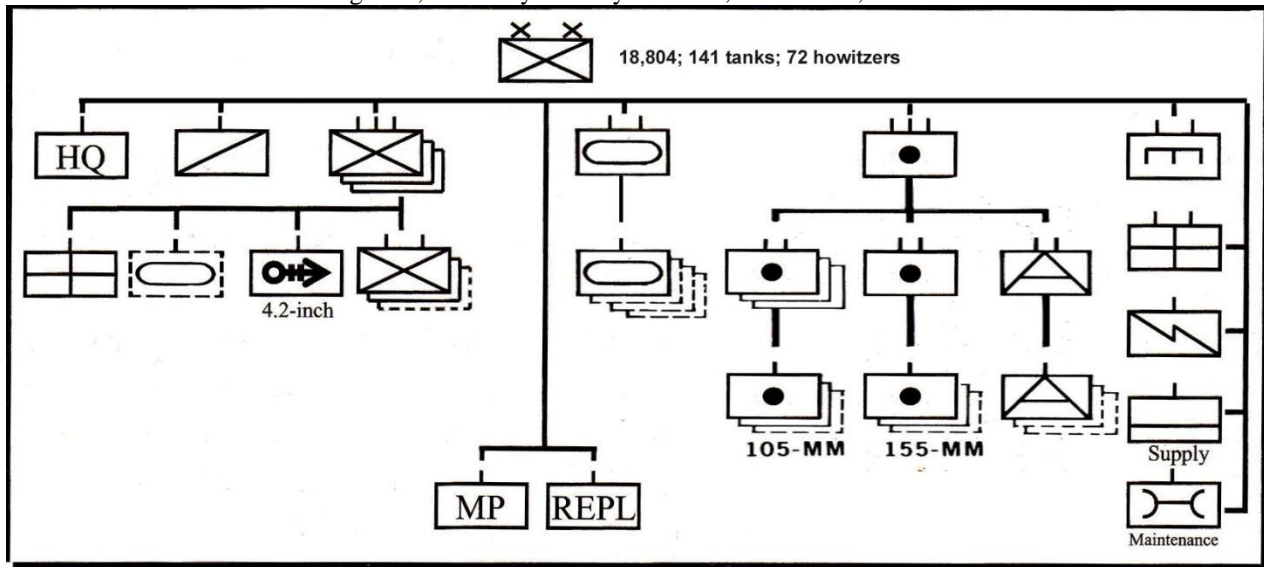 18,804; 141 tanks; 72 howitzers
HQ
4.2-inch
105-MM
155-MM
Supply
MP
REPL
Maintenance